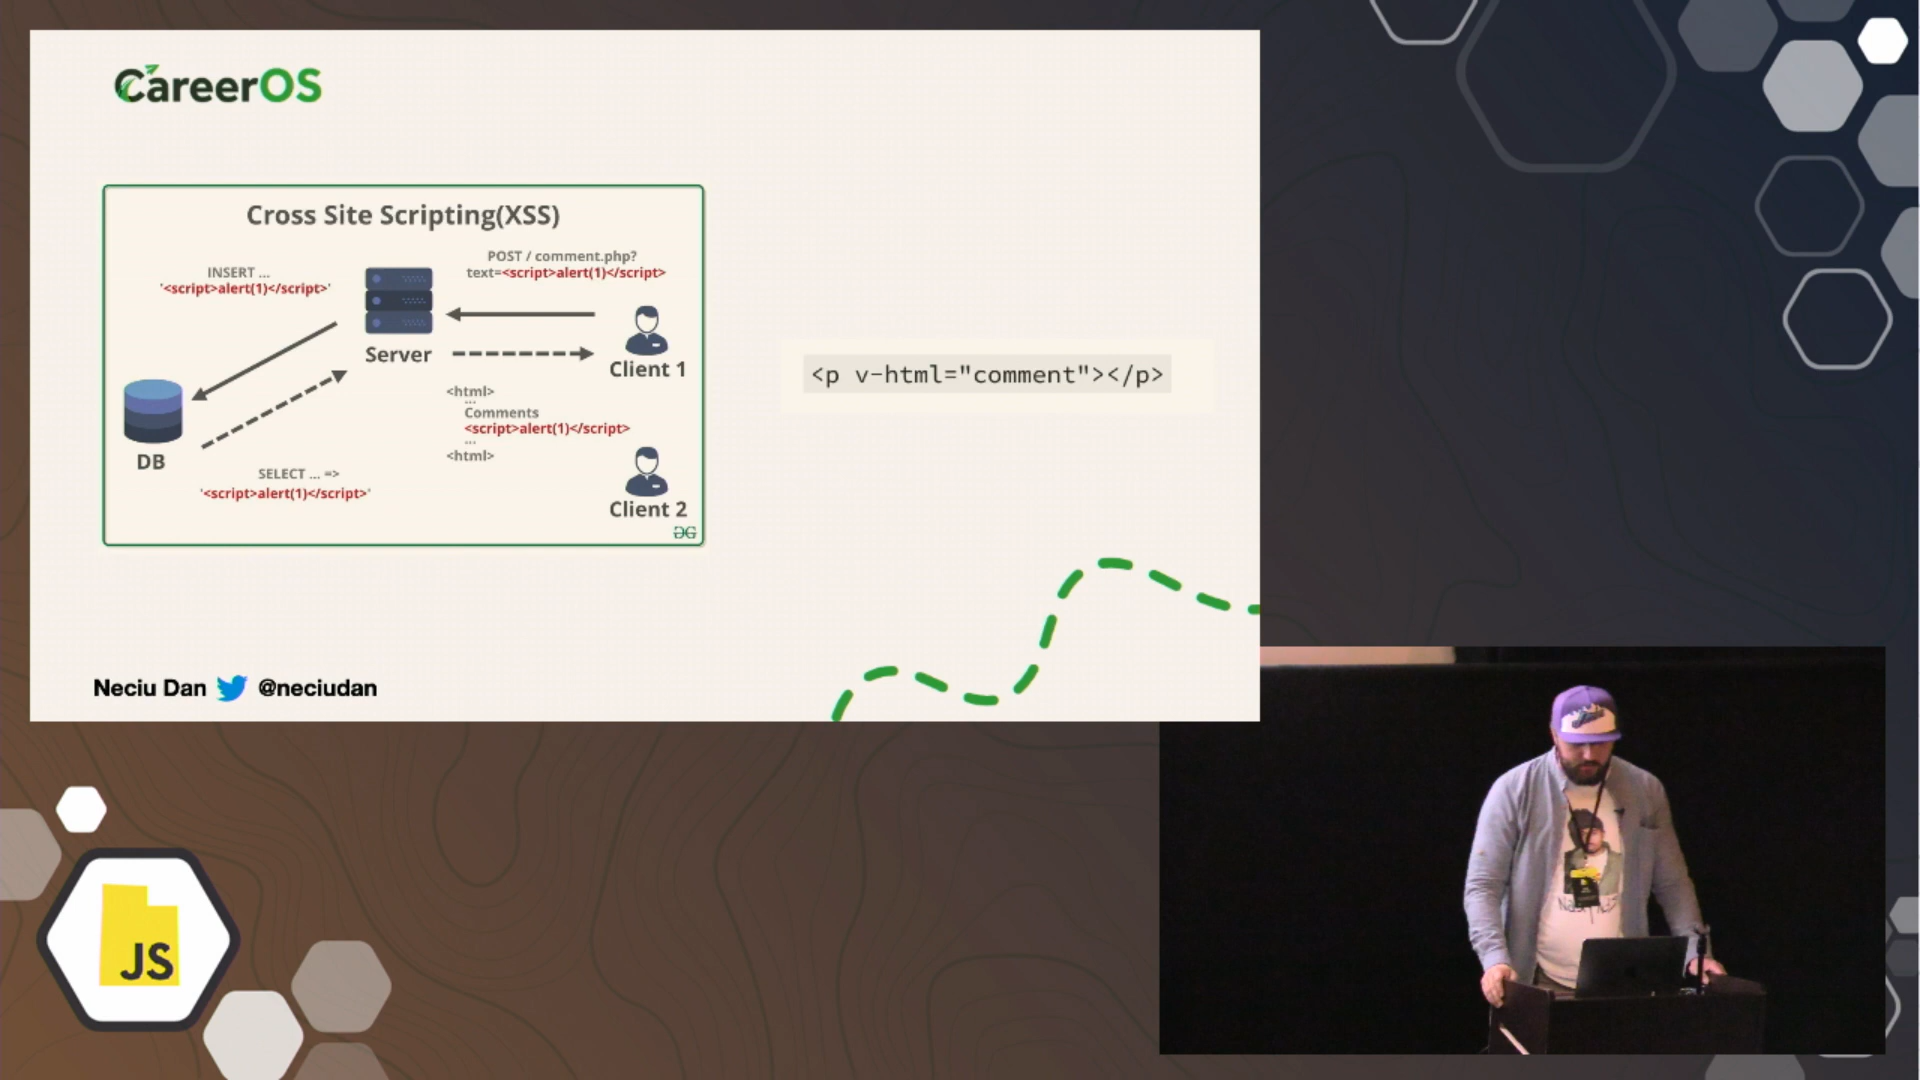 CareerOS
Cross Site Scripting(XSS)
INSERT ...
'<script>alert(1)</script>'
POST / comment.php?
text=<script>alert(1)</script>
Server
Client 1
DB
<html>
...
Comments
<script>alert(1)</script>
...
<html>
SELECT ... =>
'<script>alert(1)</script>'
Client 2
<p v-html="comment"></p>
Neciu Dan @neciudan
JS